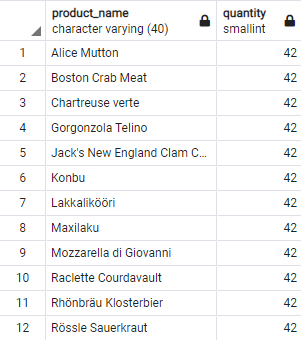 product_name quantity
character varying (40) smallint
1 Alice Mutton 42
2 Boston Crab Meat 42
3 Chartreuse verte 42
4 Gorgonzola Telino 42
5 Jack's New England Clam C... 42
6 Konbu 42
7 Lakkalikööri 42
8 Maxilaku 42
9 Mozzarella di Giovanni 42
10 Raclette Courdavault 42
11 Rhönbräu Klosterbier 42
12 Rössle Sauerkraut 42